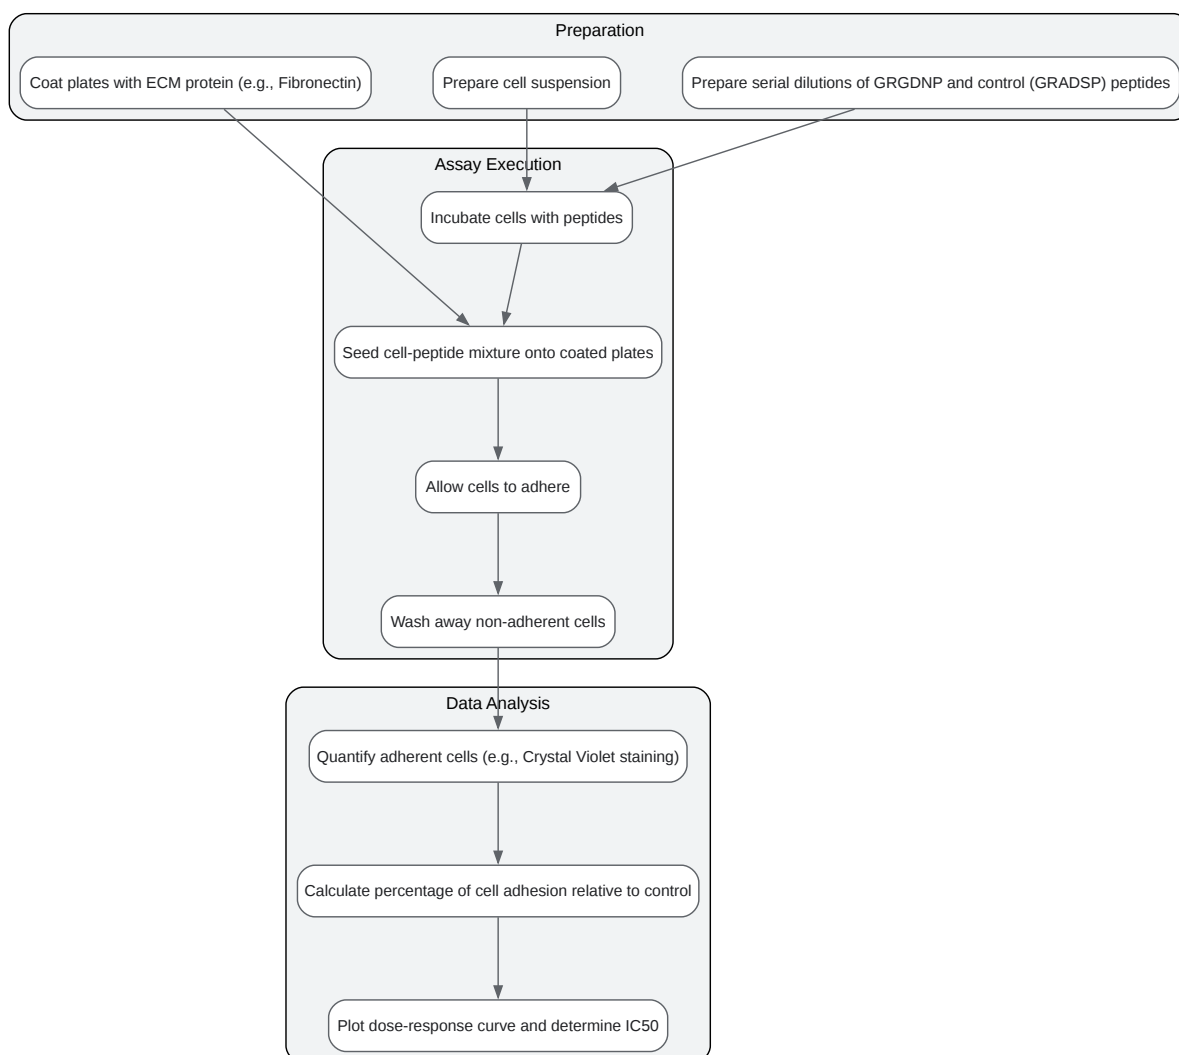 Preparation
Coat plates with ECM protein (e.g., Fibronectin)
Prepare cell suspension
Prepare serial dilutions of GRGDNP and control (GRADSP) peptides
Assay Execution
Incubate cells with peptides
Seed cell-peptide mixture onto coated plates
Allow cells to adhere
Wash away non-adherent cells
Data Analysis
Quantify adherent cells (e.g., Crystal Violet staining)
Calculate percentage of cell adhesion relative to control
Plot dose-response curve and determine IC50